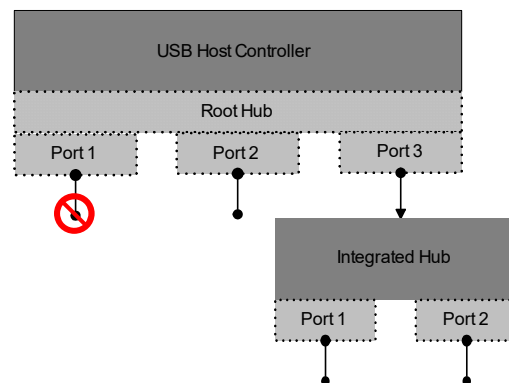 USB Host Controller
Root Hub
Port 1
Port 2
Port 3
Integrated Hub
Port 1
Port 2